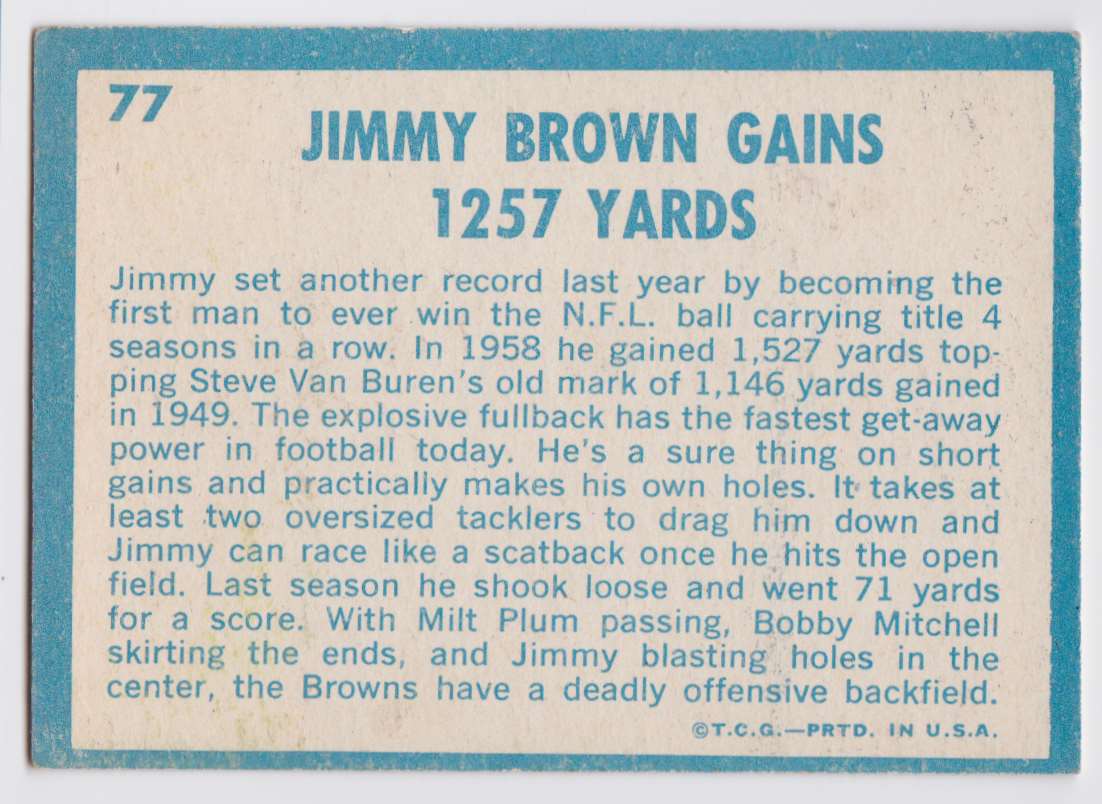 77
JIMMY BROWN GAINS
1257 YARDS
Jimmy set another record last year by becoming the
first man to ever win the N.F.L. ball carrying title 4
seasons in a row. In 1958 he gained 1,527 yards top-
ping Steve Van Buren's old mark of 1,146 yards gained
in 1949. The explosive fullback has the fastest get-away
power in football today. He's a sure thing on short
gains and practically makes his own holes. It takes at
least two oversized tacklers to drag him down and
Jimmy can race like a scatback once he hits the open
field. Last season he shook loose and went 71 yards
for a score. With Milt Plum passing, Bobby Mitchell
skirting the ends, and Jimmy blasting holes in the
center, the Browns have a deadly offensive backfield.
©T.C.G.—PRTD. IN U.S.A.